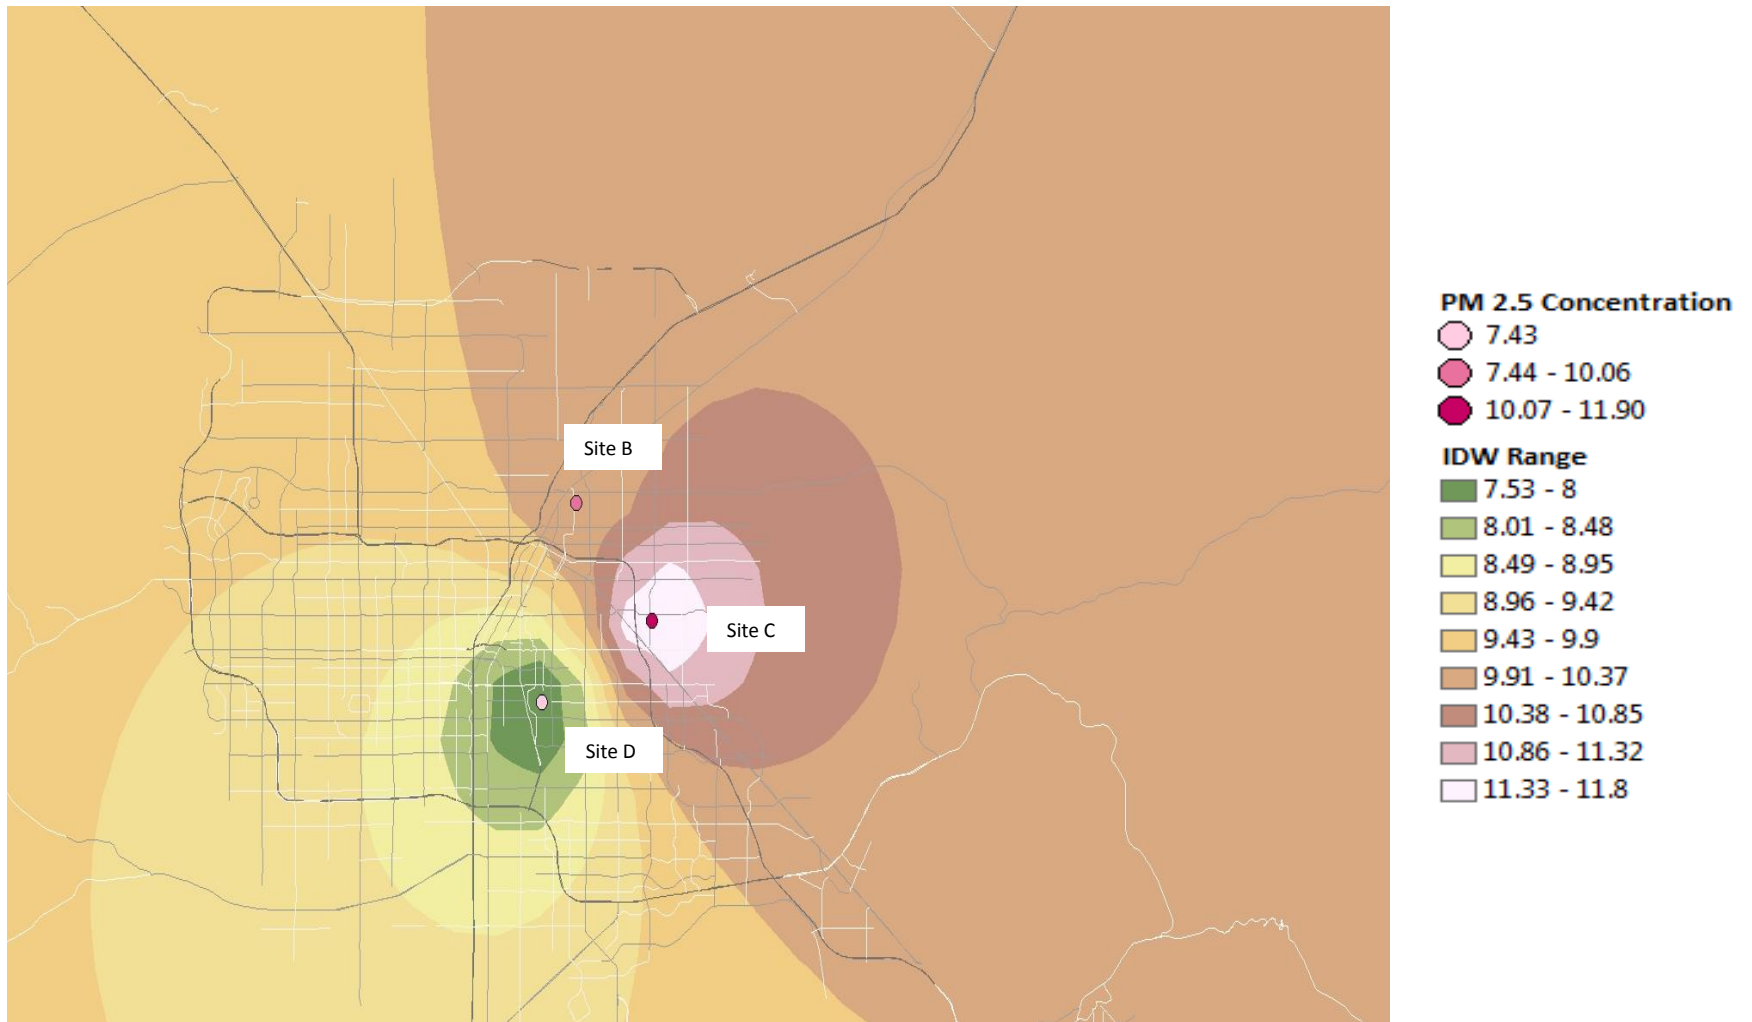 Site B
Site C
Site D
PM 2.5 Concentration
7.43
7.44 - 10.06
10.07 - 11.90
IDW Range
7.53 - 8
8.01 - 8.48
8.49 - 8.95
8.96 - 9.42
9.43 - 9.9
9.91 - 10.37
10.38 - 10.85
10.86 - 11.32
11.33 - 11.8